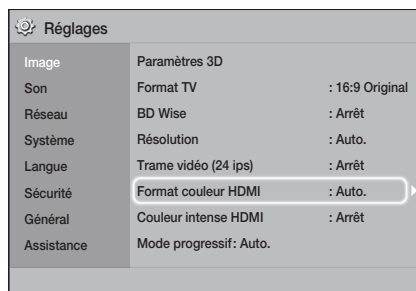 Réglages
Image
Son
Réseau
Système
Langue
Sécurité
Général
Assistance
Paramètres 3D
Format TV : 16:9 Original
BD Wise : Arrêt
Résolution : Auto.
Trame vidéo (24 ips) : Arrêt
Format couleur HDMI : Auto.
Couleur intense HDMI : Arrêt
Mode progressif: Auto.